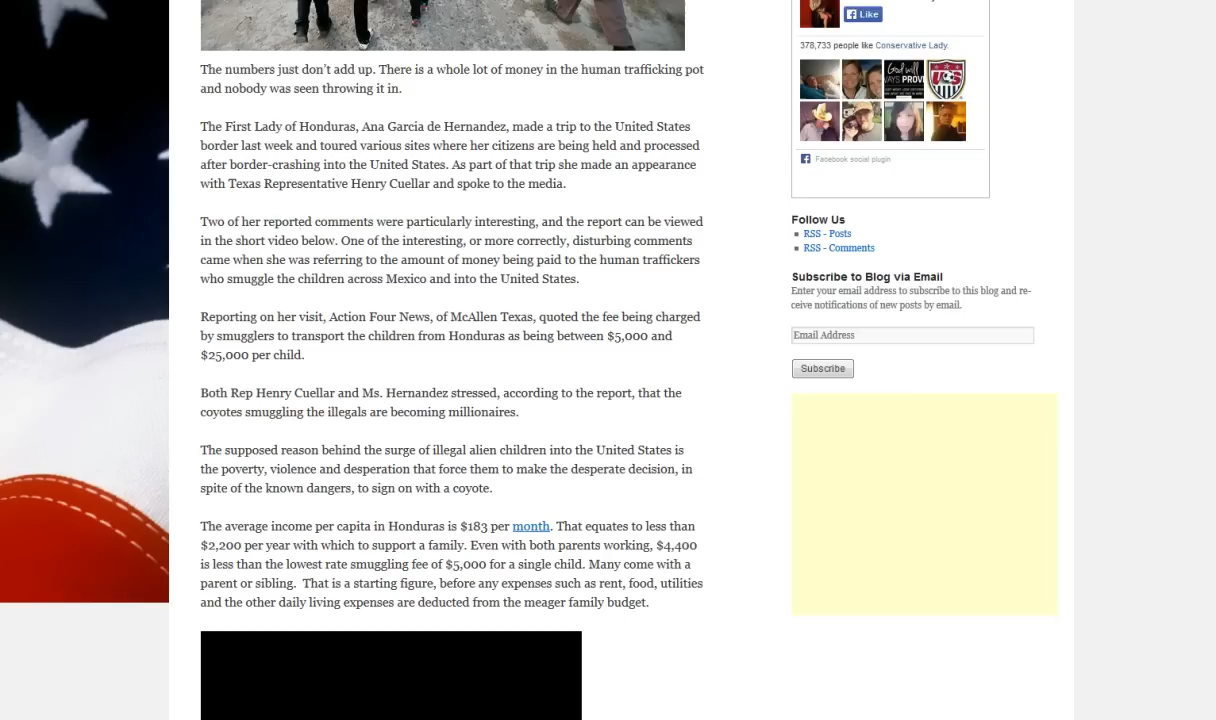 The numbers just don't add up. There is a whole lot of money in the human trafficking pot
and nobody was seen throwing it in.
The First Lady of Honduras, Ana Garcia de Hernandez, made a trip to the United States
border last week and toured various sites where her citizens are being held and processed
after border-crashing into the United States. As part of that trip she made an appearance
with Texas Representative Henry Cuellar and spoke to the media.
Two of her reported comments were particularly interesting, and the report can be viewed
in the short video below. One of the interesting, or more correctly, disturbing comments
came when she was referring to the amount of money being paid to the human traffickers
who smuggle the children across Mexico and into the United States.
Reporting on her visit, Action Four News, of McAllen Texas, quoted the fee being charged
by smugglers to transport the children from Honduras as being between $5,000 and
$25,000 per child.
Both Rep Henry Cuellar and Ms. Hernandez stressed, according to the report, that the
coyotes smuggling the illegals are becoming millionaires.
The supposed reason behind the surge of illegal alien children into the United States is
the poverty, violence and desperation that force them to make the desperate decision, in
spite of the known dangers, to sign on with a coyote.
The average income per capita in Honduras is $183 per month. That equates to less than
$2,200 per year with which to support a family. Even with both parents working, $4,400
is less than the lowest rate smuggling fee of $5,000 for a single child. Many come with a
parent or sibling.  That is a starting figure, before any expenses such as rent, food, utilities
and the other daily living expenses are deducted from the meager family budget.
Like
378,733 people like Conservative Lady.
God will
PROV
US
Facebook social plugin
Follow Us
RSS - Posts
RSS - Comments
Subscribe to Blog via Email
Enter your email address to subscribe to this blog and re-
ceive notifications of new posts by email.
Email Address
Subscribe